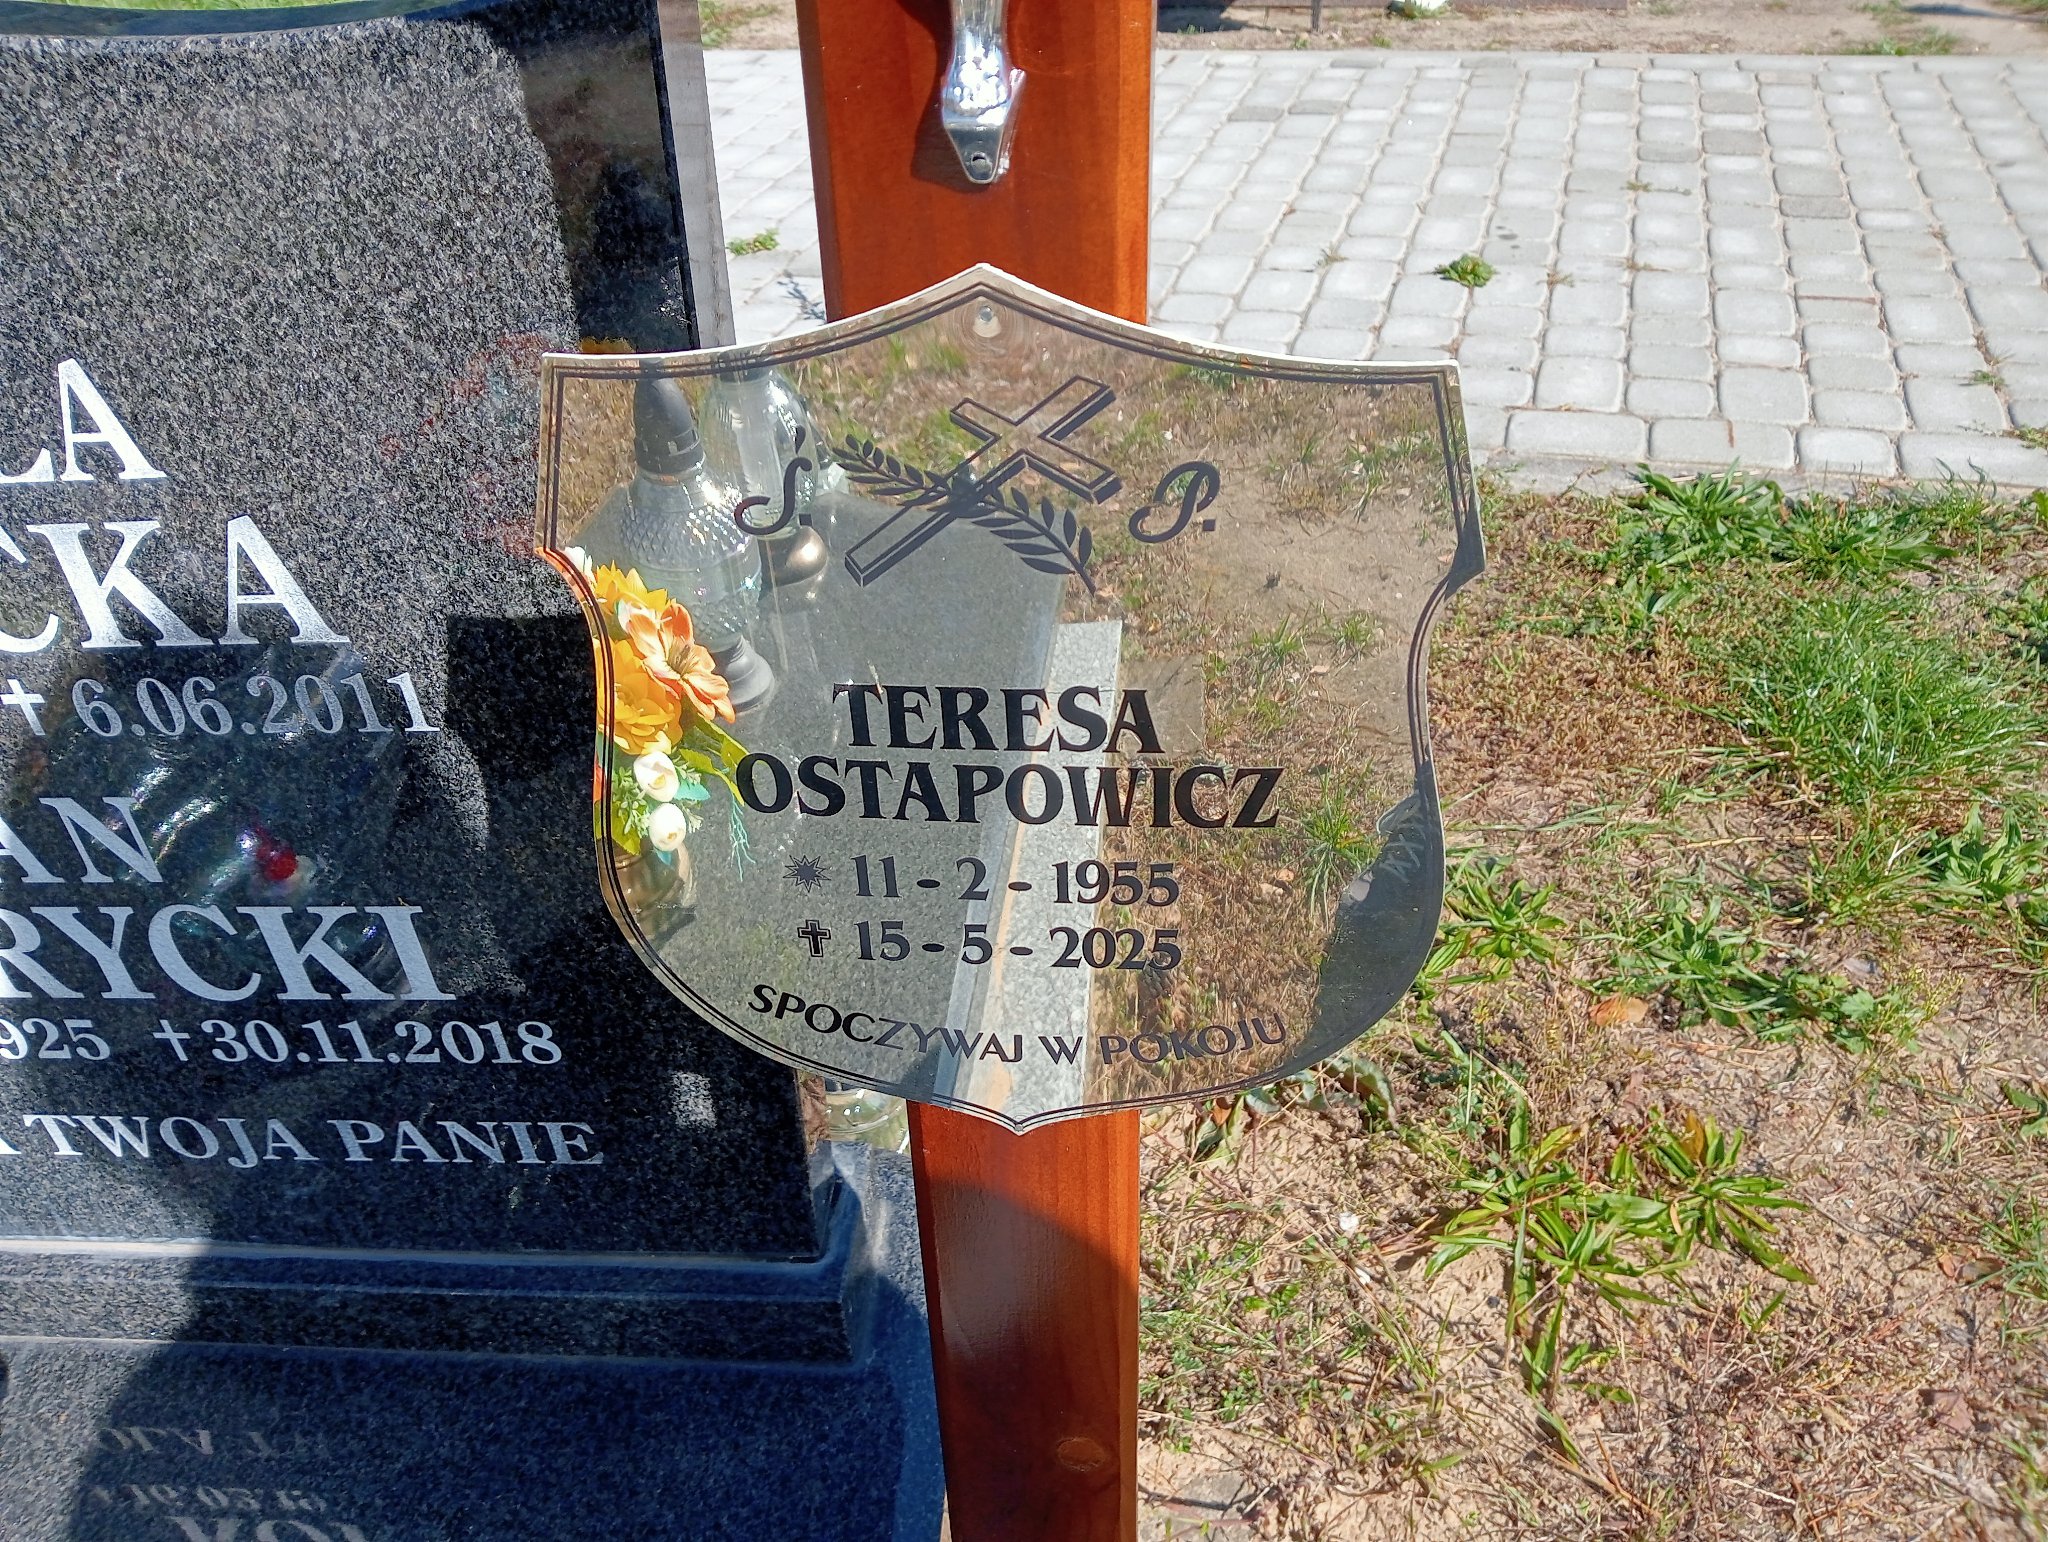 LA
CKA
✝ 6.06.2011
AN
RYCKI
925 ✝ 30.11.2018
A TWOJA PANIE
Ś. P.
TERESA
OSTAPOWICZ
11 - 2 - 1955
✝ 15 - 5 - 2025
SPOCZYWAJ W POKOJU